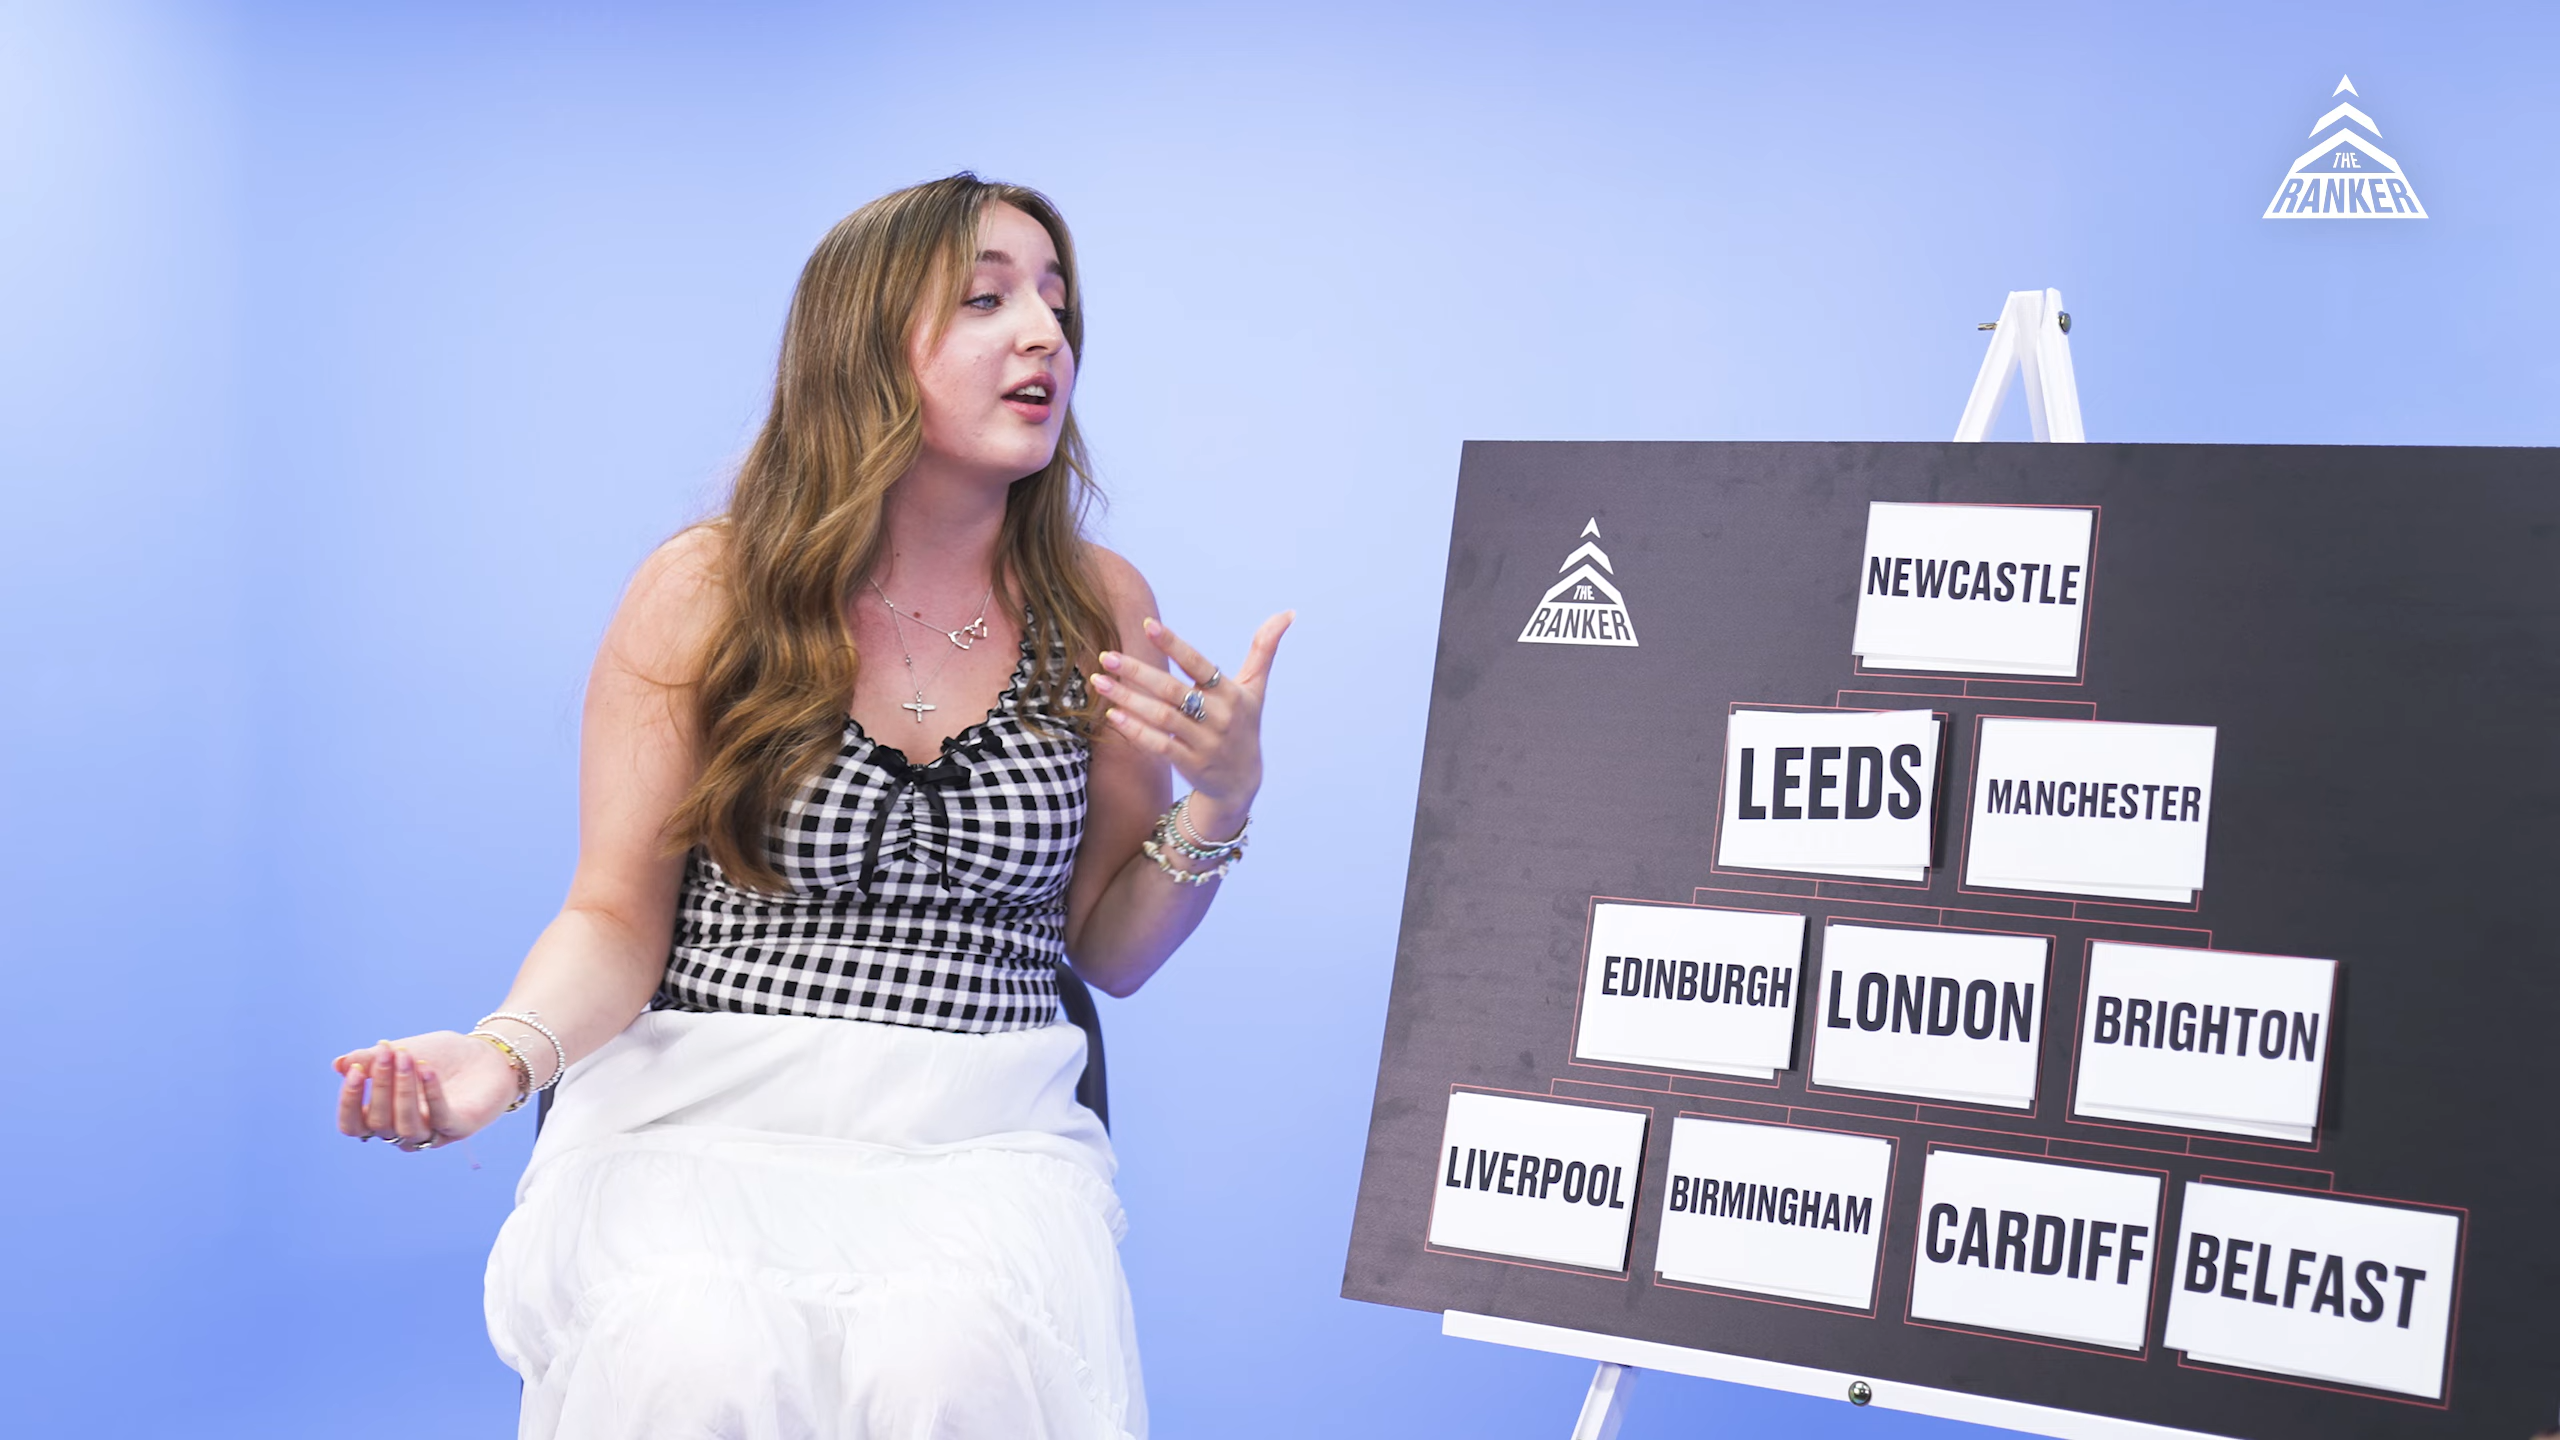 THE
RANKER
THE
RANKER
NEWCASTLE
LEEDS
MANCHESTER
EDINBURGH
LONDON
BRIGHTON
LIVERPOOL
BIRMINGHAM
CARDIFF
BELFAST